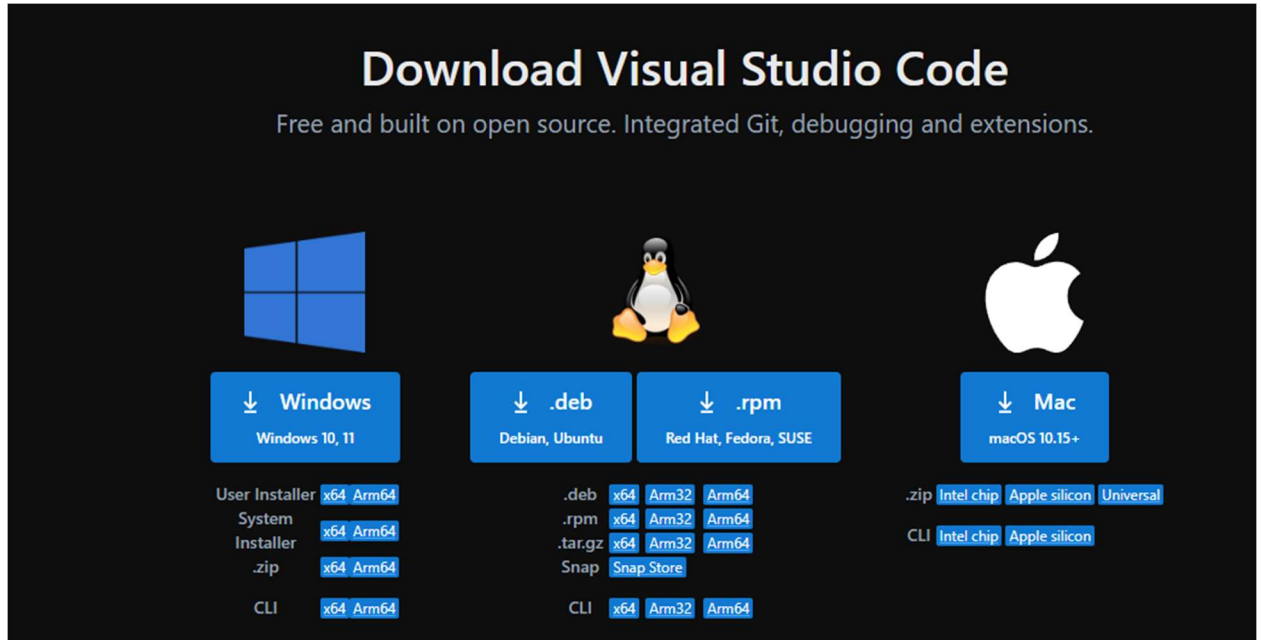 Download Visual Studio Code
Free and built on open source. Integrated Git, debugging and extensions.
Windows
Windows 10, 11
User Installer x64 Arm64
System
Installer x64 Arm64
.zip x64 Arm64
CLI x64 Arm64
.deb
Debian, Ubuntu
.rpm
Red Hat, Fedora, SUSE
.deb x64 Arm32 Arm64
.rpm x64 Arm32 Arm64
.tar.gz x64 Arm32 Arm64
Snap Snap Store
CLI x64 Arm32 Arm64
Mac
macOS 10.15+
.zip Intel chip Apple silicon Universal
CLI Intel chip Apple silicon